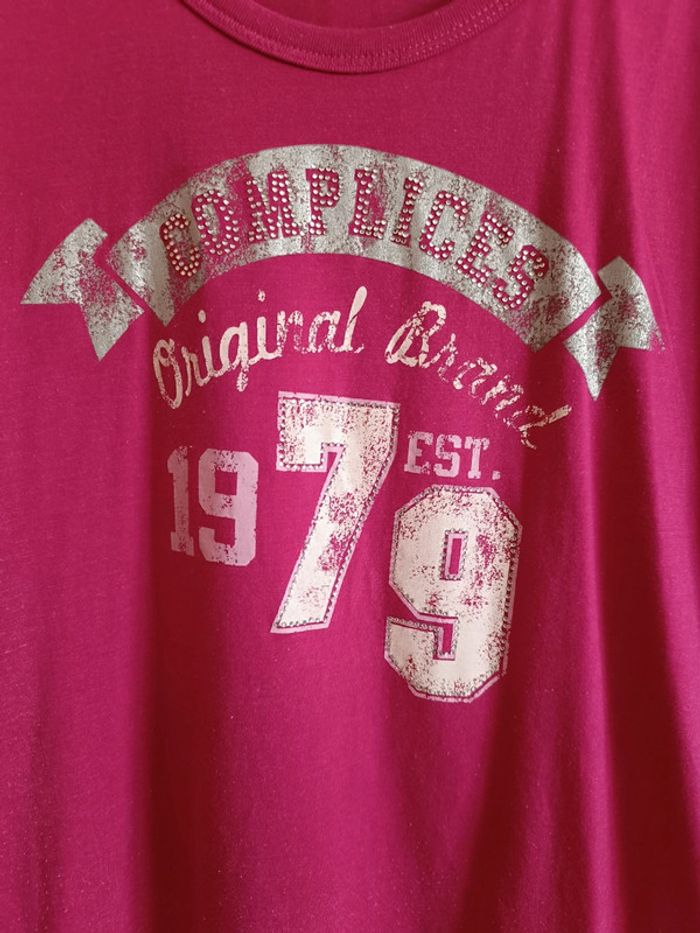 COMPLICES
Original Brand
1979 EST.